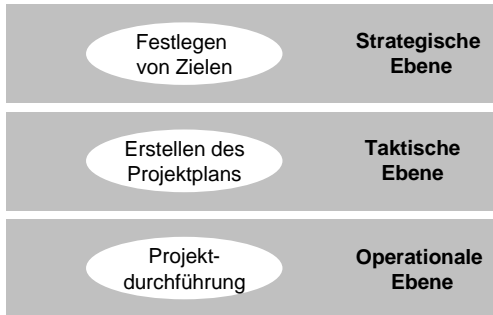 Festlegen
von Zielen
Strategische
Ebene
Erstellen des
Projektplans
Taktische
Ebene
Projekt-
durchführung
Operationale
Ebene